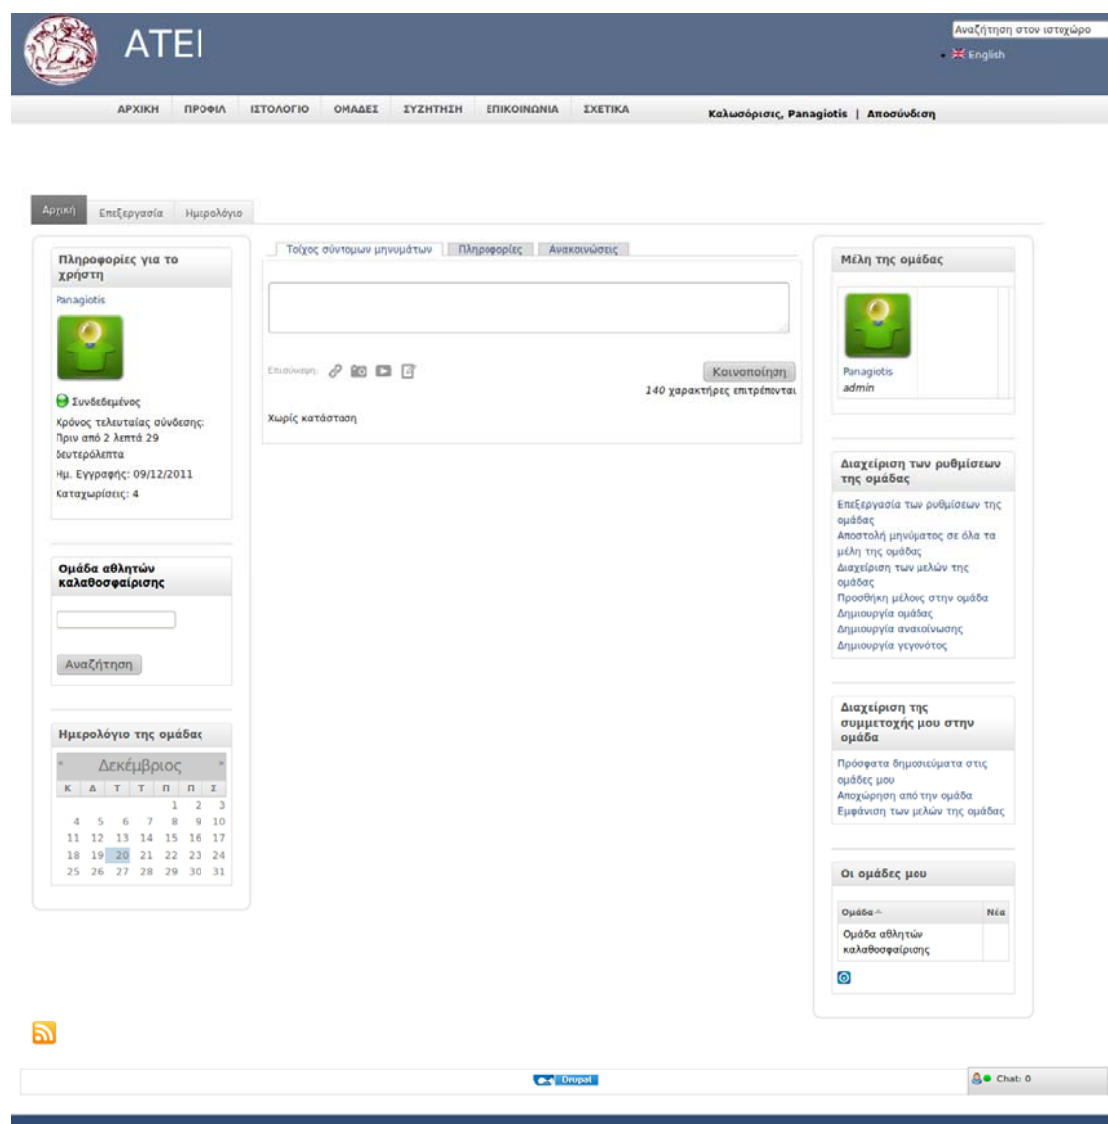 ATEI
Αναζήτηση στον ιστοχώρο
English
ΑΡΧΙΚΗ ΠΡΟΦΙΛ ΙΣΤΟΛΟΓΙΟ ΟΜΑΔΕΣ ΣΥΖΗΤΗΣΗ ΕΠΙΚΟΙΝΩΝΙΑ ΣΧΕΤΙΚΑ
Καλωσόρισις, Panagiotis | Αποσύνδεση
Αρχική Επεξεργασία Ημερολόγιο
Πληροφορίες για το
χρήστη
Panagiotis
Συνδεδεμένος
Χρόνος τελευταίας σύνδεσης:
Πριν από 2 λεπτά 29
δευτερόλεπτα
Ημ. Εγγραφής: 09/12/2011
Καταχωρίσεις: 4
Ομάδα αθλητών
καλαθοσφαίρισης
Αναζήτηση
Ημερολόγιο της ομάδας
« Δεκέμβριος »
Κ Δ Τ Τ Π Π Σ
1 2 3
4 5 6 7 8 9 10
11 12 13 14 15 16 17
18 19 20 21 22 23 24
25 26 27 28 29 30 31
Τοίχος σύντομων μηνυμάτων Πληροφορίες Ανακοινώσεις
Επισύναψη:
Κοινοποίηση
140 χαρακτήρες επιτρέπονται
Χωρίς κατάσταση
Μέλη της ομάδας
Panagiotis
admin
Διαχείριση των ρυθμίσεων
της ομάδας
Επεξεργασία των ρυθμίσεων της
ομάδας
Αποστολή μηνύματος σε όλα τα
μέλη της ομάδας
Διαχείριση των μελών της
ομάδας
Προσθήκη μέλους στην ομάδα
Δημιουργία ομάδας
Δημιουργία ανακοίνωσης
Δημιουργία γεγονότος
Διαχείριση της
συμμετοχής μου στην
ομάδα
Πρόσφατα δημοσιεύματα στις
ομάδες μου
Αποχώρηση από την ομάδα
Εμφάνιση των μελών της ομάδας
Οι ομάδες μου
Ομάδα Νέα
Ομάδα αθλητών
καλαθοσφαίρισης
Drupal
Chat: 0